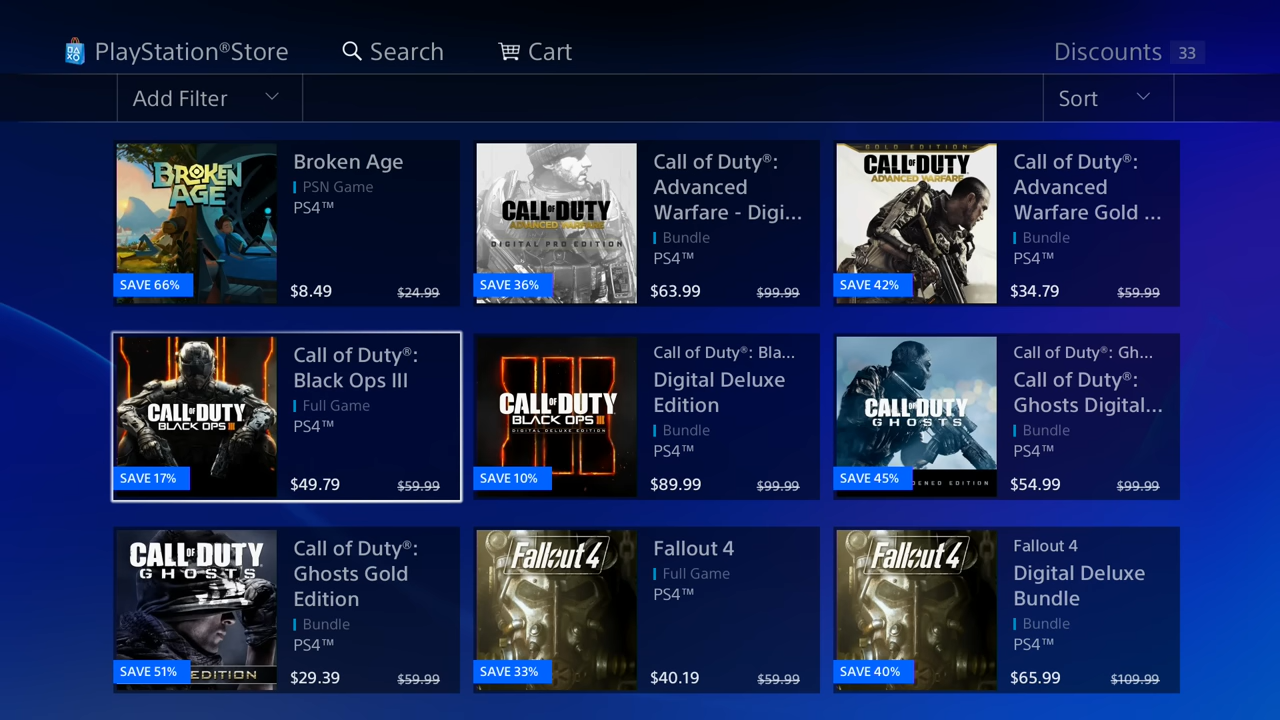 PlayStation®Store
Search
Cart
Discounts 33
Add Filter
Sort
BROKEN
AGE
SAVE 66%
Broken Age
PSN Game
PS4™
$8.49
$24.99
CALL OF DUTY
ADVANCED WARFARE
DIGITAL PRO EDITION
SAVE 36%
Call of Duty®:
Advanced
Warfare - Digi...
Bundle
PS4™
$63.99
$99.99
GOLD EDITION
CALL OF DUTY
ADVANCED WARFARE
SAVE 42%
Call of Duty®:
Advanced
Warfare Gold ...
Bundle
PS4™
$34.79
$59.99
CALL OF DUTY
BLACK OPS III
SAVE 17%
Call of Duty®:
Black Ops III
Full Game
PS4™
$49.79
$59.99
CALL OF DUTY
BLACK OPS III
DIGITAL DELUXE EDITION
SAVE 10%
Call of Duty®: Bla...
Digital Deluxe
Edition
Bundle
PS4™
$89.99
$99.99
CALL OF DUTY
GHOSTS
DENED EDITION
SAVE 45%
Call of Duty®: Gh...
Call of Duty®:
Ghosts Digital...
Bundle
PS4™
$54.99
$99.99
CALL OF DUTY
GHOSTS
EDITION
SAVE 51%
Call of Duty®:
Ghosts Gold
Edition
Bundle
PS4™
$29.39
$59.99
Fallout 4
SAVE 33%
Fallout 4
Full Game
PS4™
$40.19
$59.99
Fallout 4
SAVE 40%
Fallout 4
Digital Deluxe
Bundle
Bundle
PS4™
$65.99
$109.99